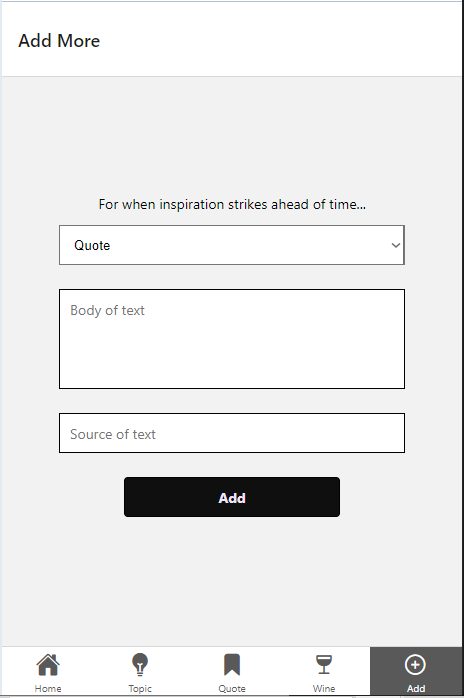 Add More
For when inspiration strikes ahead of time...
Quote
Body of text
Source of text
Add
Home Topic Quote Wine Add